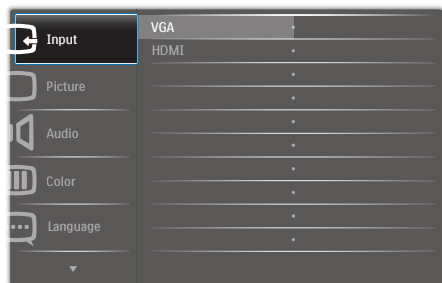 Input
Picture
Audio
Color
Language
VGA
HDMI